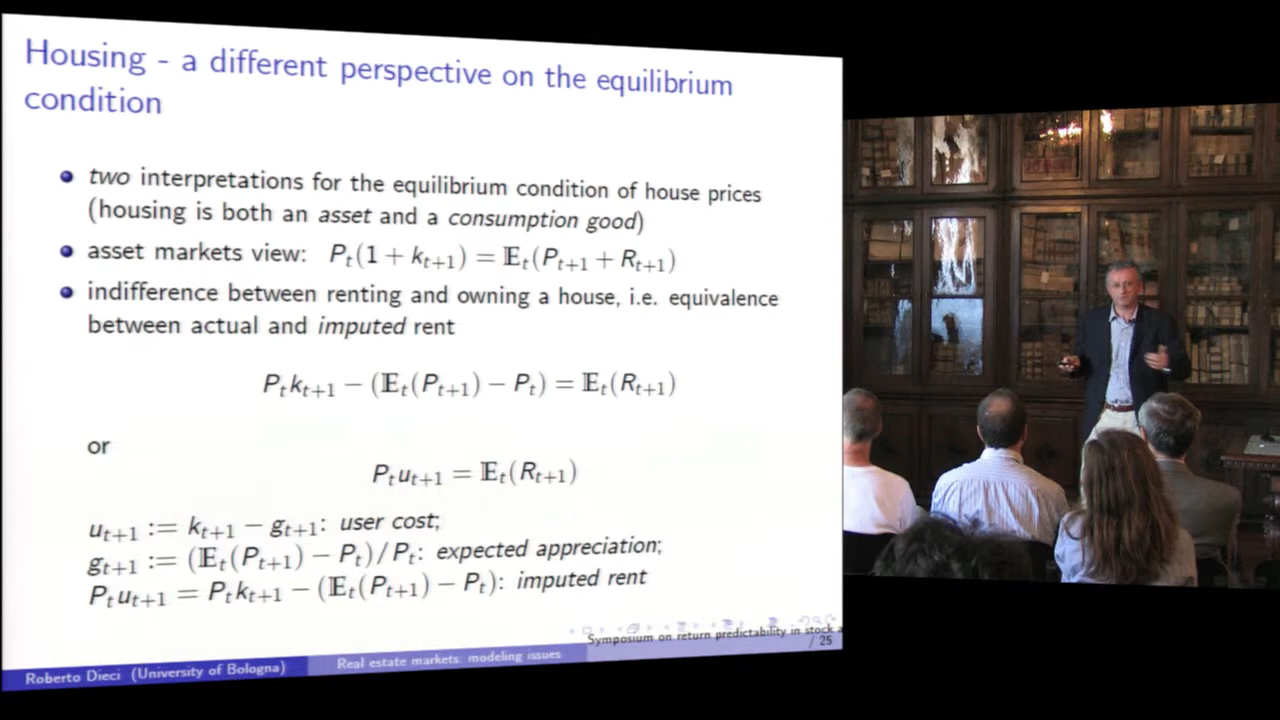 Housing - a different perspective on the equilibrium
condition
two interpretations for the equilibrium condition of house prices
(housing is both an asset and a consumption good)
asset markets view: P_t(1 + k_{t+1}) = 𝔼_t(P_{t+1} + R_{t+1})
indifference between renting and owning a house, i.e. equivalence
between actual and imputed rent
P_t k_{t+1} − (𝔼_t(P_{t+1}) − P_t) = 𝔼_t(R_{t+1})
or
P_t u_{t+1} = 𝔼_t(R_{t+1})
u_{t+1} := k_{t+1} − g_{t+1}: user cost;
g_{t+1} := (𝔼_t(P_{t+1}) − P_t)/P_t: expected appreciation;
P_t u_{t+1} = P_t k_{t+1} − (𝔼_t(P_{t+1}) − P_t): imputed rent
Symposium on return predictability in stock a
/ 25
Roberto Dieci (University of Bologna) Real estate markets: modeling issues